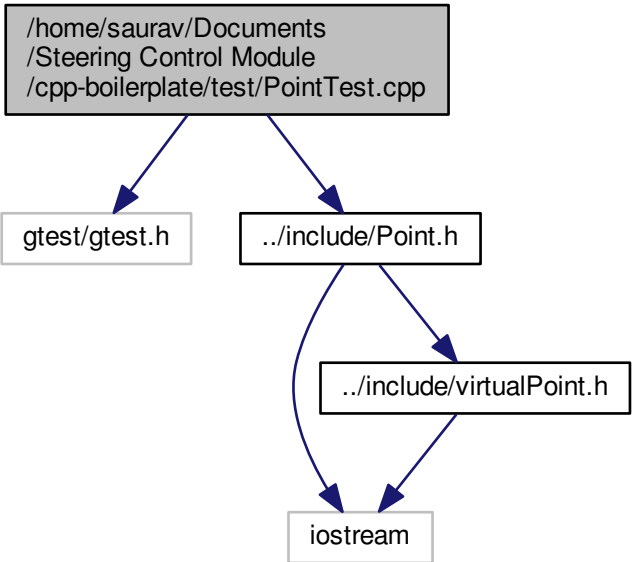 /home/saurav/Documents
/Steering Control Module
/cpp-boilerplate/test/PointTest.cpp
gtest/gtest.h
../include/Point.h
../include/virtualPoint.h
iostream